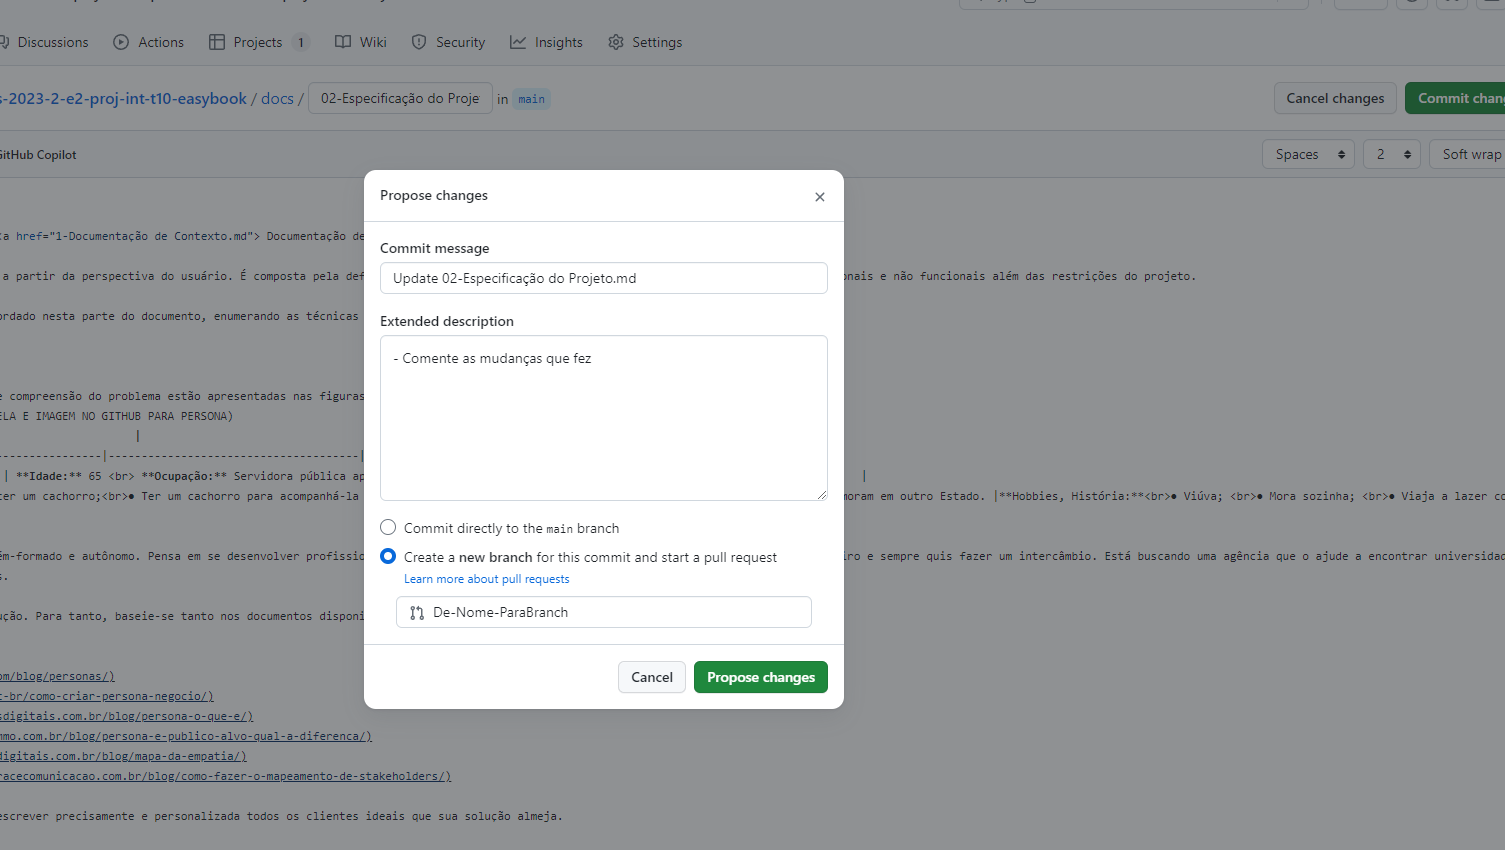 Discussions
Actions
Projects 1
Wiki
Security
Insights
Settings
s-2023-2-e2-proj-int-t10-easybook / docs / 02-Especificação do Proje in main
Cancel changes
Commit chang
GitHub Copilot
Spaces
2
Soft wrap
Propose changes
<a href="1-Documentação de Contexto.md"> Documentação de
Commit message
a partir da perspectiva do usuário. É composta pela def
Update 02-Especificação do Projeto.md
onais e não funcionais além das restrições do projeto.
ordado nesta parte do documento, enumerando as técnicas
Extended description
- Comente as mudanças que fez
e compreensão do problema estão apresentadas nas figuras
ELA E IMAGEM NO GITHUB PARA PERSONA)
|
----------------|------------------------------------|
| **Idade:** 65 <br> **Ocupação:** Servidora pública ap
|
ter um cachorro;<br>● Ter um cachorro para acompanhá-la
moram em outro Estado. |**Hobbies, História:**<br>● Viúva; <br>● Mora sozinha; <br>● Viaja a lazer co
Commit directly to the main branch
ém-formado e autônomo. Pensa em se desenvolver profissio
Create a new branch for this commit and start a pull request
iro e sempre quis fazer um intercâmbio. Está buscando uma agência que o ajude a encontrar universidad
s.
Learn more about pull requests
ução. Para tanto, baseie-se tanto nos documentos disponi
De-Nome-ParaBranch
om/blog/personas/)
Cancel
Propose changes
t-br/como-criar-persona-negocio/)
sdigitais.com.br/blog/persona-o-que-e/)
mmo.com.br/blog/persona-e-publico-alvo-qual-a-diferenca/)
digitais.com.br/blog/mapa-da-empatia/)
racecomunicacao.com.br/blog/como-fazer-o-mapeamento-de-stakeholders/)
escrever precisamente e personalizada todos os clientes ideais que sua solução almeja.